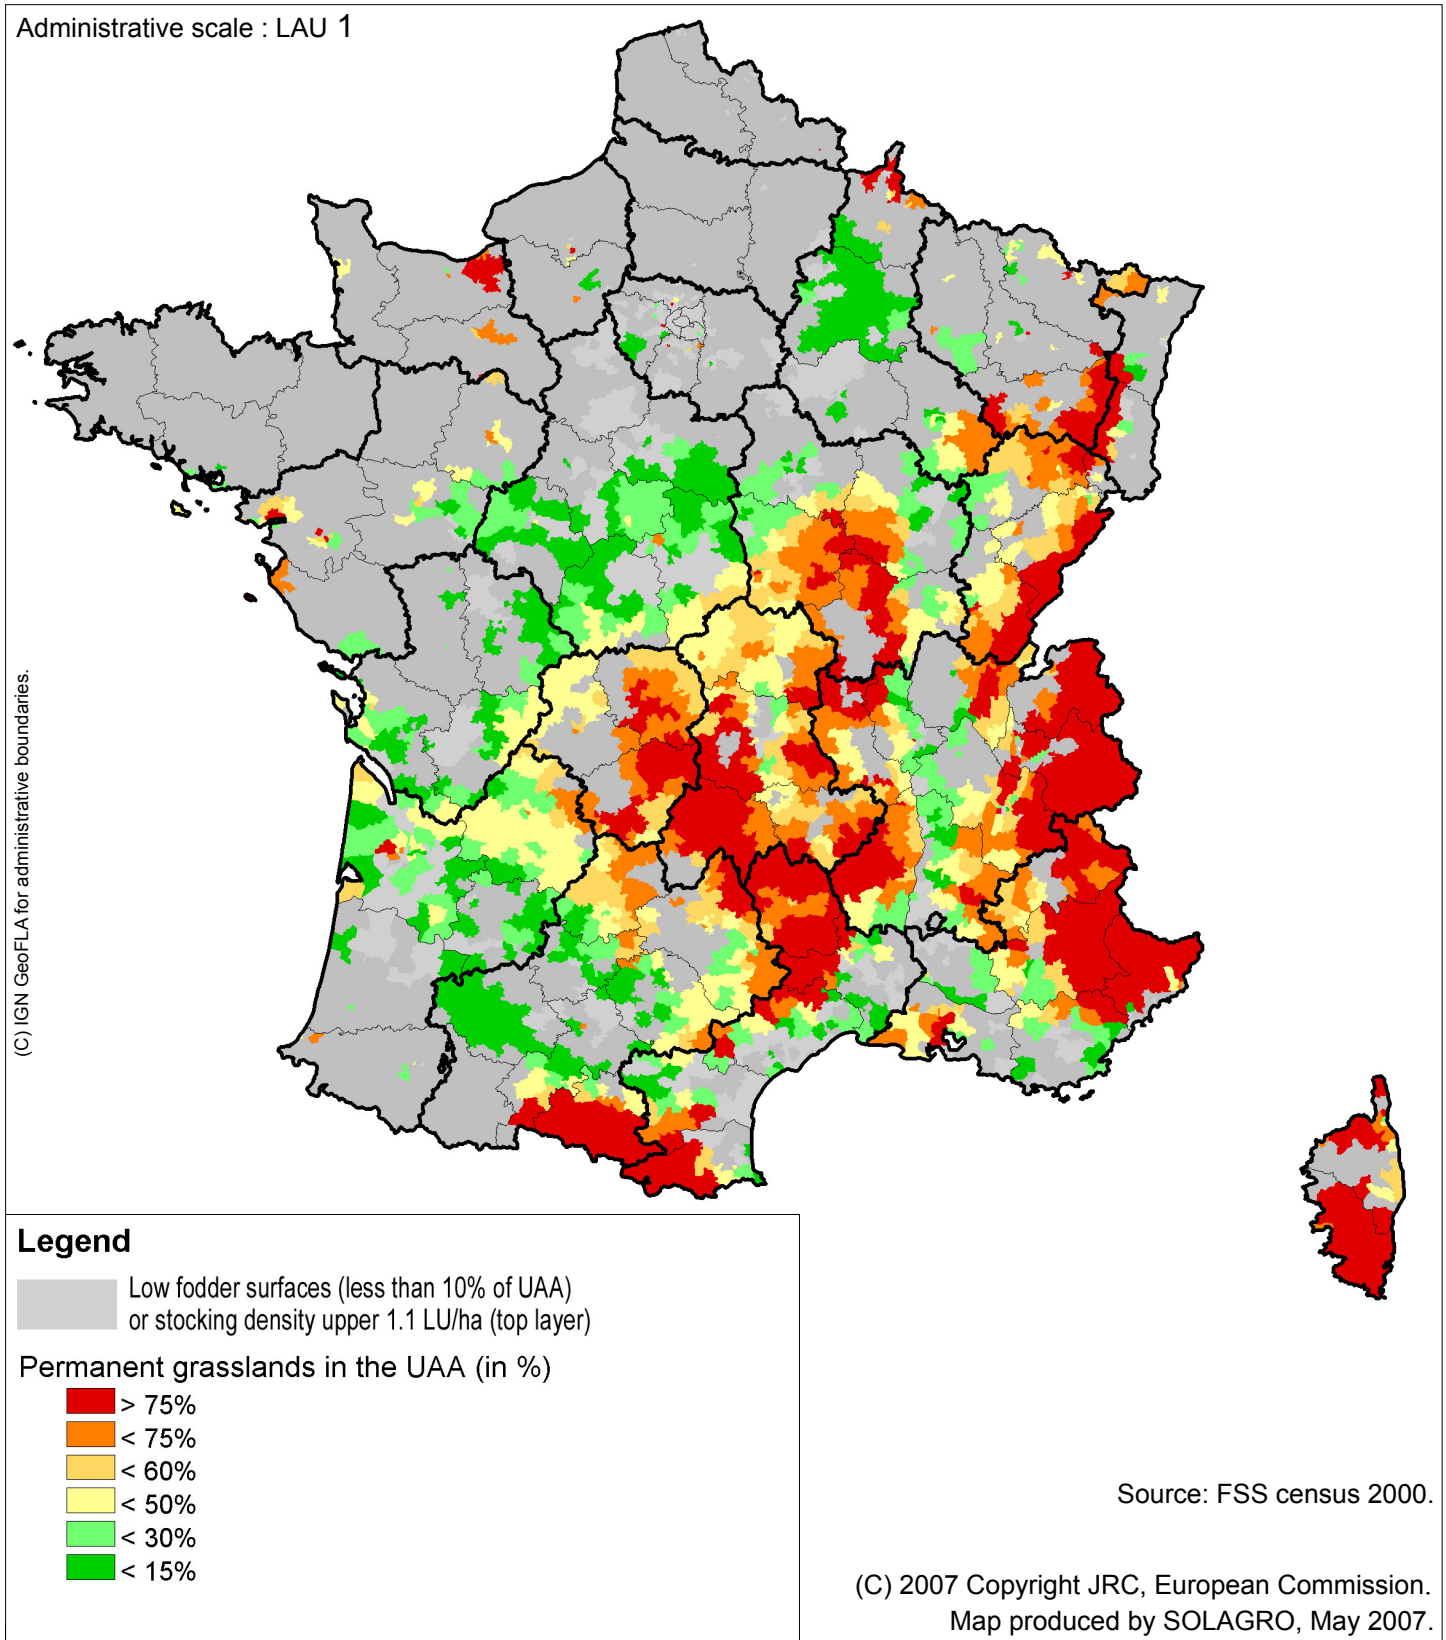 Administrative scale : LAU 1
(C) IGN GeoFLA for administrative boundaries.
Legend
Low fodder surfaces (less than 10% of UAA)
or stocking density upper 1.1 LU/ha (top layer)
Permanent grasslands in the UAA (in %)
> 75%
< 75%
< 60%
< 50%
< 30%
< 15%
Source: FSS census 2000.
(C) 2007 Copyright JRC, European Commission.
Map produced by SOLAGRO, May 2007.